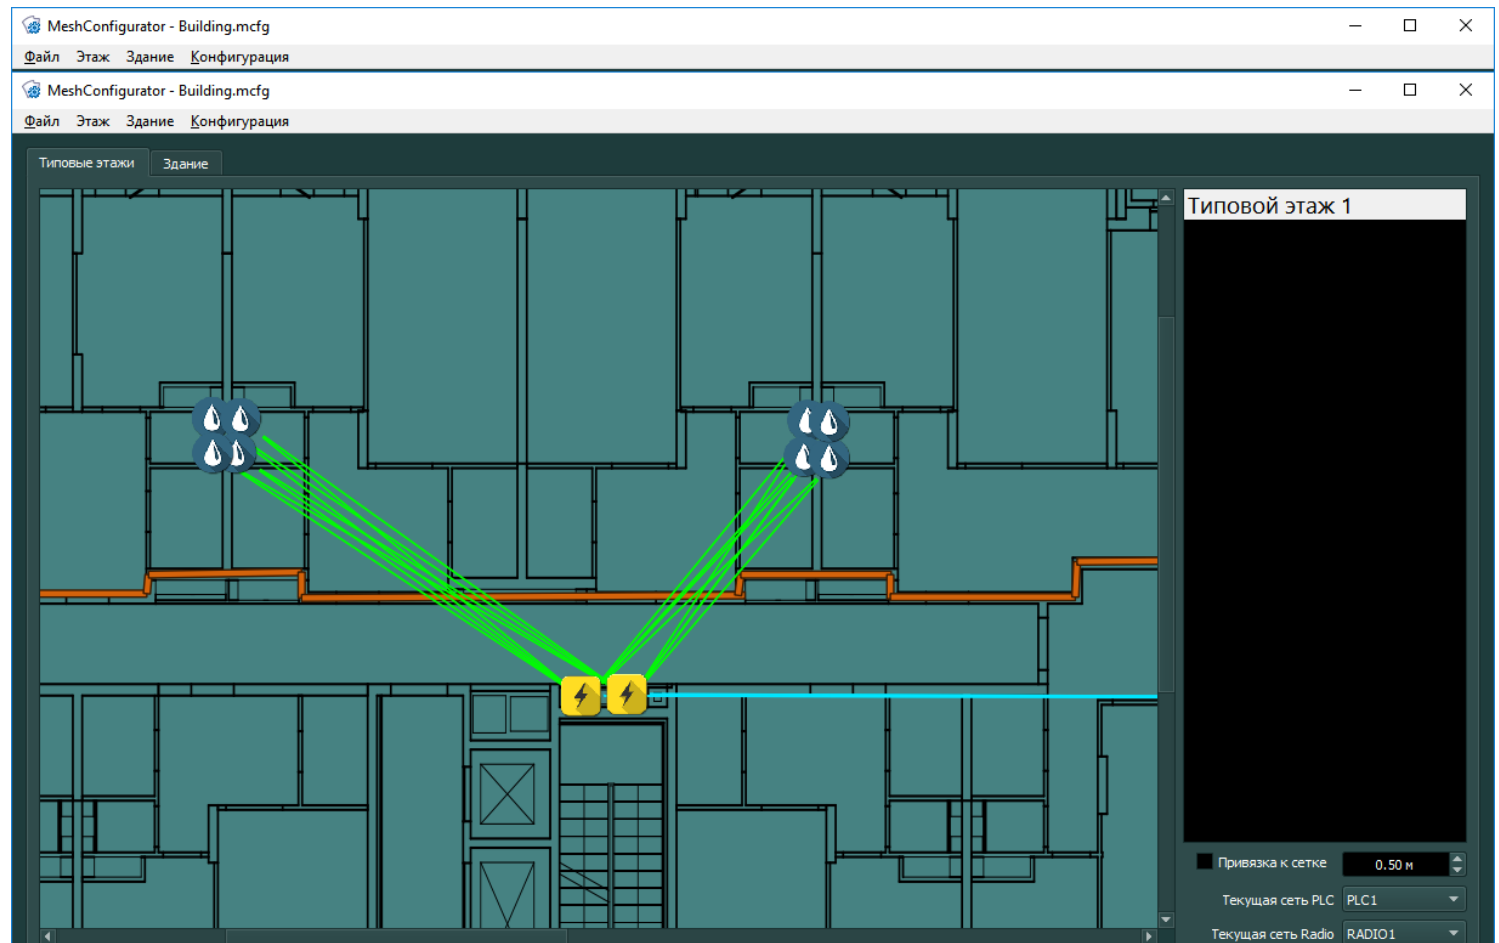 MeshConfigurator - Building.mcfg
Файл Этаж Здание Конфигурация
MeshConfigurator - Building.mcfg
Файл Этаж Здание Конфигурация
Типовые этажи Здание
Типовой этаж 1
Привязка к сетке 0.50 м
Текущая сеть PLC PLC1
Текущая сеть Radio RADIO1